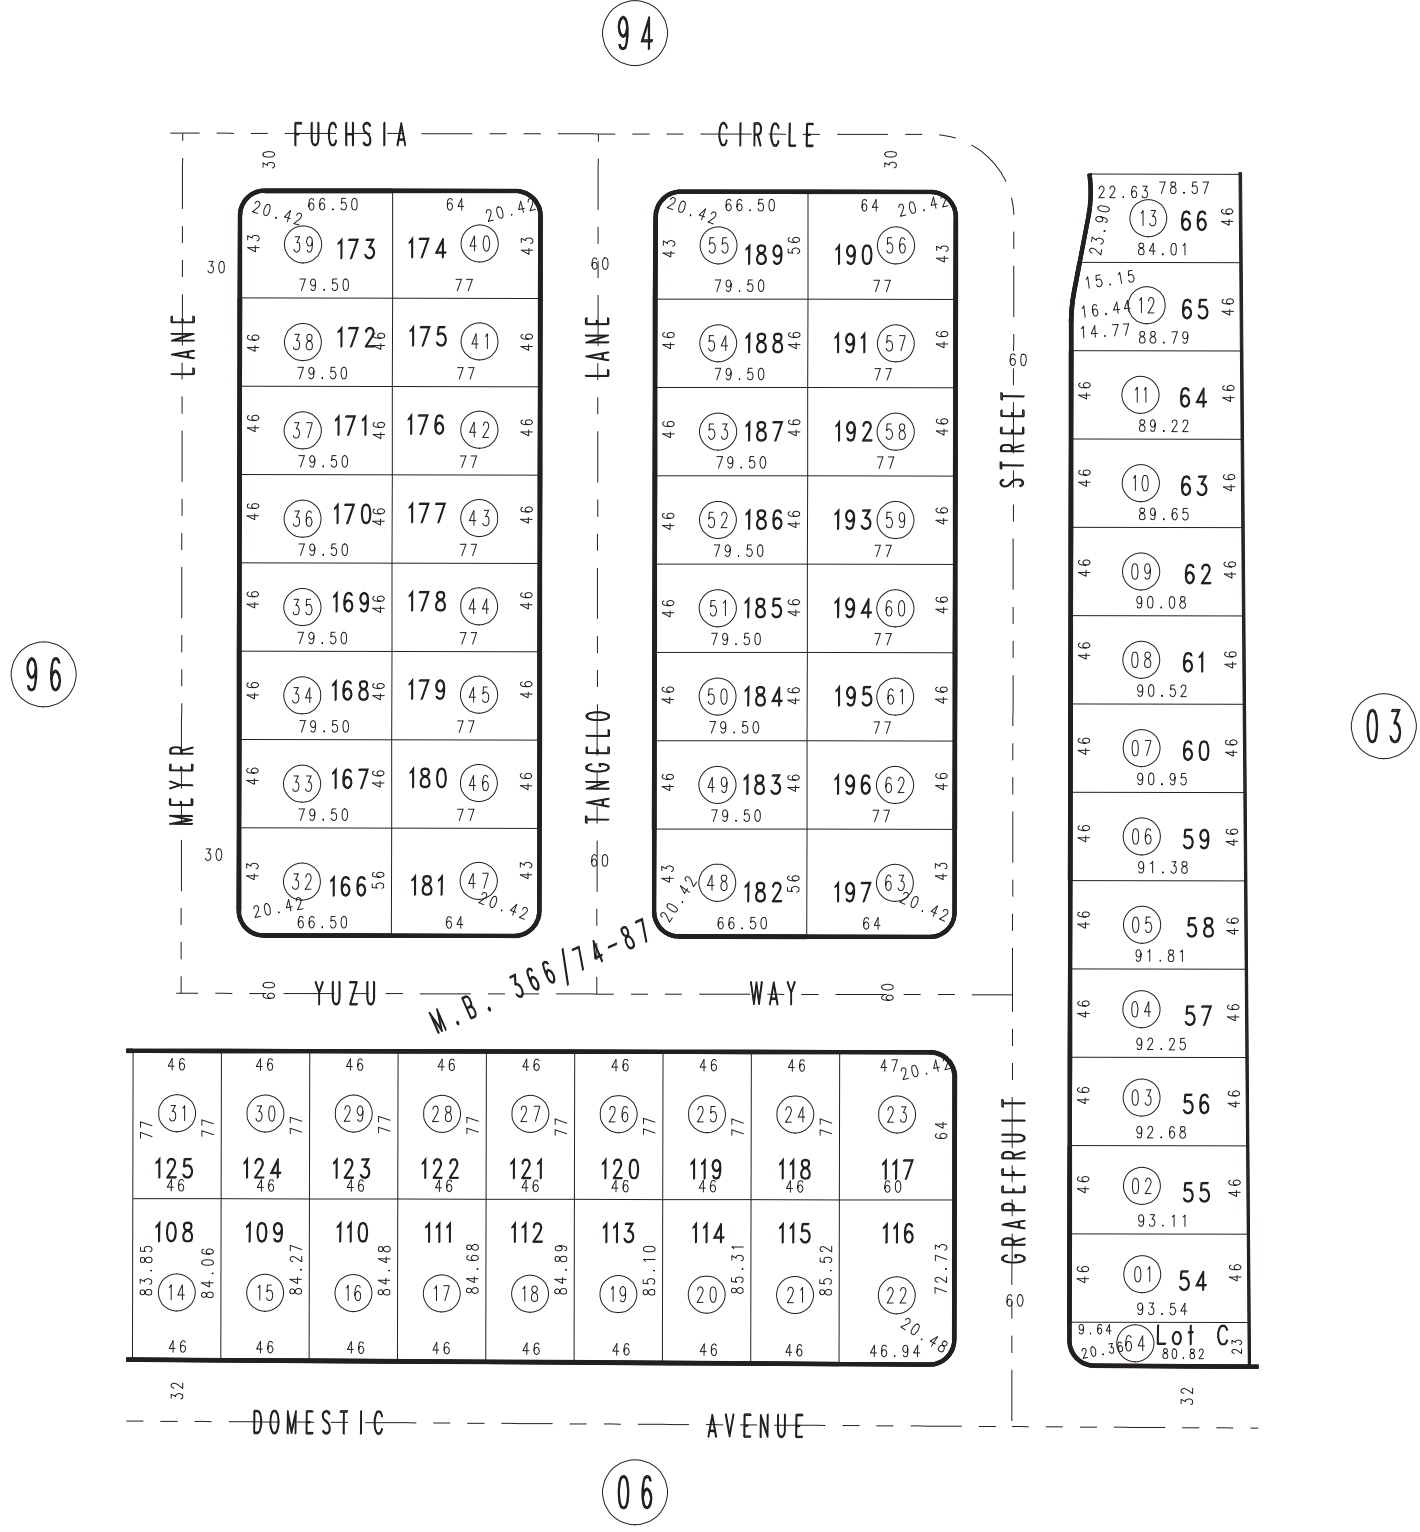 94
FUCHSIA CIRCLE
30 30
20.42 66.50 64 20.42
43 39 173 174 40 43
79.50 77
46 38 172 46 175 41 46
79.50 77
46 37 171 46 176 42 46
79.50 77
46 36 170 46 177 43 46
79.50 77
46 35 169 46 178 44 46
79.50 77
46 34 168 46 179 45 46
79.50 77
46 33 167 46 180 46 46
79.50 77
43 32 166 56 181 47 43
20.42 66.50 64 20.42
30
MEYER LANE
30
96
60
TANGELO LANE
60
20.42 66.50 64 20.42
43 55 189 56 190 56 43
79.50 77
46 54 188 46 191 57 46
79.50 77
46 53 187 46 192 58 46
79.50 77
46 52 186 46 193 59 46
79.50 77
46 51 185 46 194 60 46
79.50 77
46 50 184 46 195 61 46
79.50 77
46 49 183 46 196 62 46
79.50 77
43 48 182 56 197 63 43
20.42 66.50 64 20.42
60
GRAPEFRUIT STREET
60
22.63 78.57
23.90 13 66 46
84.01
15.15
16.44 12 65 46
14.77 88.79
46 11 64 46
89.22
46 10 63 46
89.65
46 09 62 46
90.08
46 08 61 46
90.52
46 07 60 46
90.95
46 06 59 46
91.38
46 05 58 46
91.81
46 04 57 46
92.25
46 03 56 46
92.68
46 02 55 46
93.11
46 01 54 46
93.54
9.64 64 Lot C 23
20.36 80.82
03
M.B. 366/74-87
60 YUZU WAY 60
46 46 46 46 46 46 46 46 47 20.42
31 30 29 28 27 26 25 24 23
77 77 77 77 77 77 77 77 77 64
125 124 123 122 121 120 119 118 117
46 46 46 46 46 46 46 46 60
108 109 110 111 112 113 114 115 116
83.85 84.06 84.27 84.48 84.68 84.89 85.10 85.31 85.52 72.73
14 15 16 17 18 19 20 21 22
46 46 46 46 46 46 46 46 46.94 20.48
32 32
DOMESTIC AVENUE
06